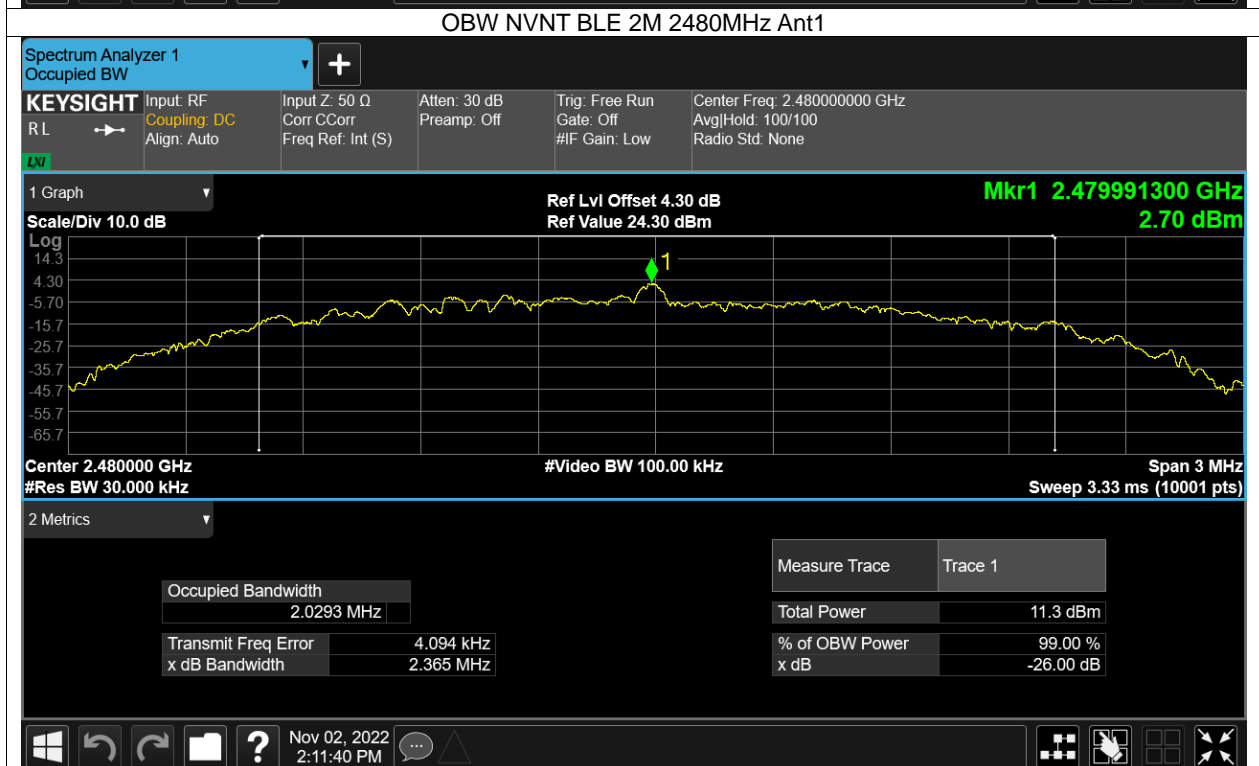 OBW NVNT BLE 2M 2480MHz Ant1
Spectrum Analyzer 1
Occupied BW
+
KEYSIGHT
R L
LXI
Input: RF
Coupling: DC
Align: Auto
Input Z: 50 Ω
Corr CCorr
Freq Ref: Int (S)
Atten: 30 dB
Preamp: Off
Trig: Free Run
Gate: Off
#IF Gain: Low
Center Freq: 2.480000000 GHz
Avg|Hold: 100/100
Radio Std: None
1 Graph
Scale/Div 10.0 dB
Ref Lvl Offset 4.30 dB
Ref Value 24.30 dBm
Mkr1 2.479991300 GHz
2.70 dBm
Log
14.3
4.30
-5.70
-15.7
-25.7
-35.7
-45.7
-55.7
-65.7
1
Center 2.480000 GHz
#Res BW 30.000 kHz
#Video BW 100.00 kHz
Span 3 MHz
Sweep 3.33 ms (10001 pts)
2 Metrics
Occupied Bandwidth
2.0293 MHz
Transmit Freq Error 4.094 kHz
x dB Bandwidth 2.365 MHz
Measure Trace Trace 1
Total Power 11.3 dBm
% of OBW Power 99.00 %
x dB -26.00 dB
?
Nov 02, 2022
2:11:40 PM